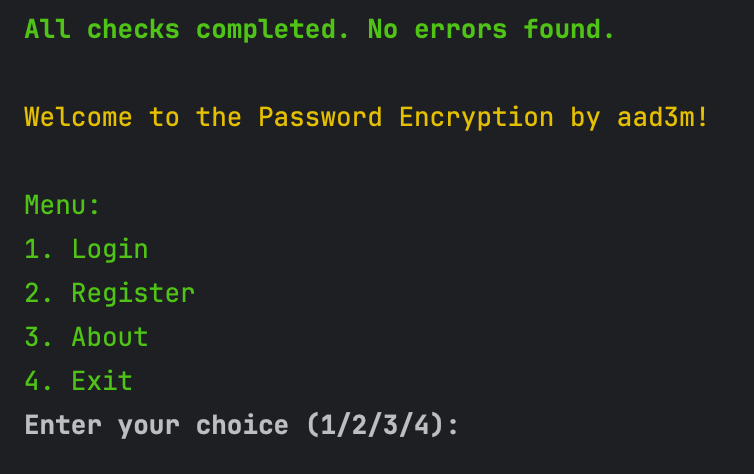 All checks completed. No errors found.
Welcome to the Password Encryption by aad3m!
Menu:
1. Login
2. Register
3. About
4. Exit
Enter your choice (1/2/3/4):